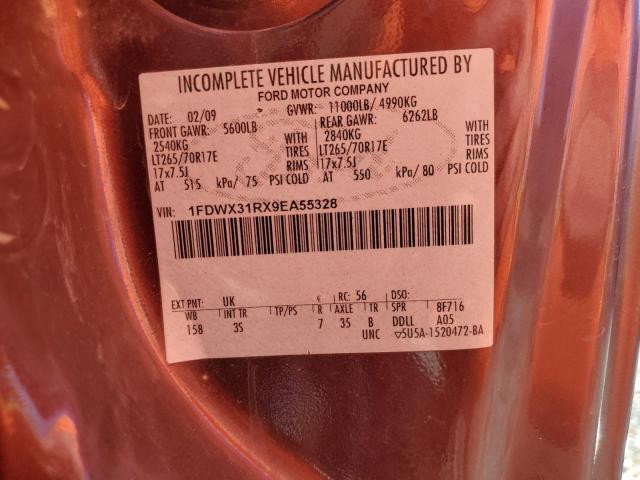 INCOMPLETE VEHICLE MANUFACTURED BY
FORD MOTOR COMPANY
DATE: 02/09 GVWR: 11000LB/ 4990KG
FRONT GAWR: 5600LB REAR GAWR: 6262LB
2540KG WITH 2840KG WITH
LT265/70R17E TIRES LT265/70R17E TIRES
17x7.5J RIMS 17x7.5J RIMS
AT 515 kPa/ 75 PSI COLD AT 550 kPa/ 80 PSI COLD
VIN: 1FDWX31RX9EA55328
EXT PNT: UK RC: 56 DSO:
WB INT TR TP/PS R AXLE TR SPR 8F716
158 3S 7 35 B DDLL A05
UNC ▽5U5A-1520472-BA